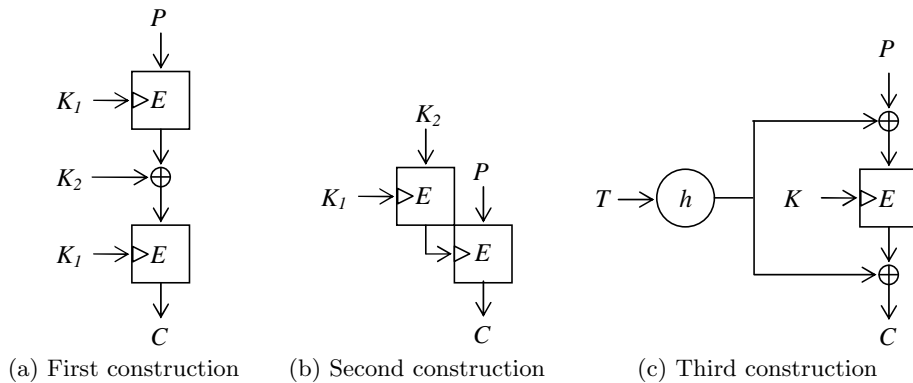 P
K₁ E
K₂
K₁ E
C
(a) First construction
K₂
K₁ E
P
E
C
(b) Second construction
P
T h K E
C
(c) Third construction